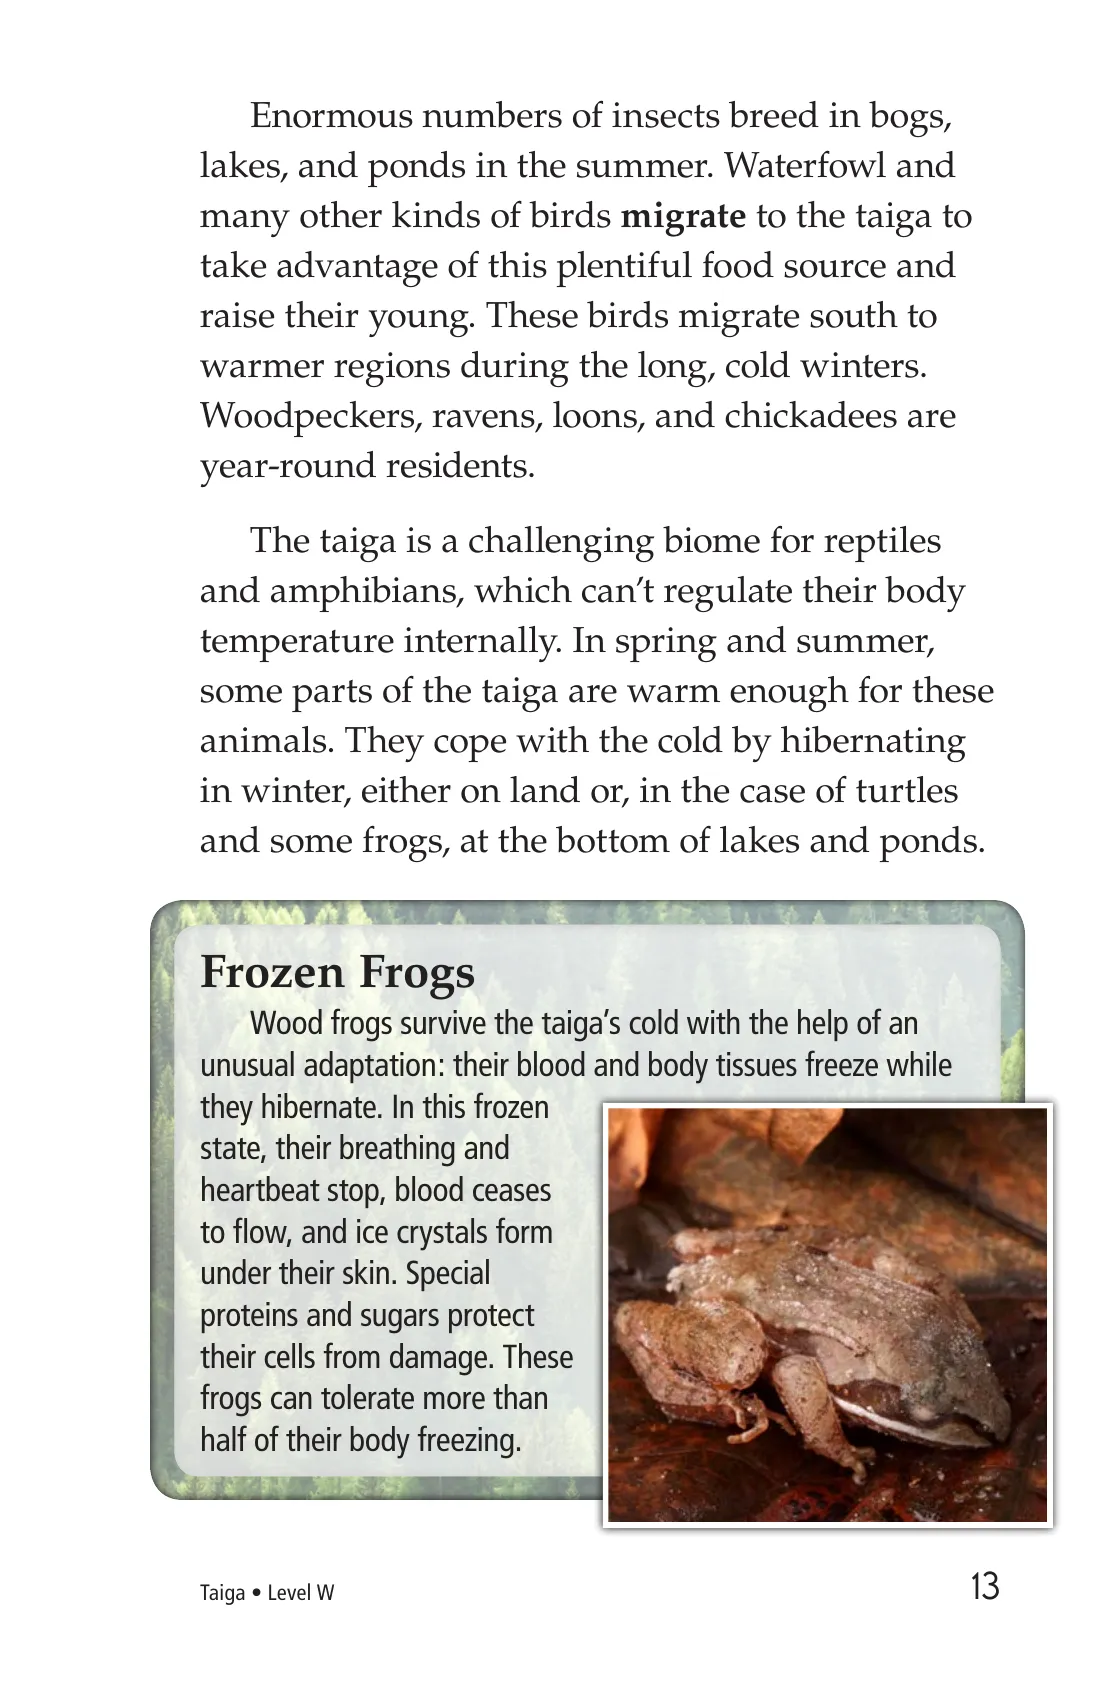 Enormous numbers of insects breed in bogs,
lakes, and ponds in the summer. Waterfowl and
many other kinds of birds migrate to the taiga to
take advantage of this plentiful food source and
raise their young. These birds migrate south to
warmer regions during the long, cold winters.
Woodpeckers, ravens, loons, and chickadees are
year-round residents.
The taiga is a challenging biome for reptiles
and amphibians, which can’t regulate their body
temperature internally. In spring and summer,
some parts of the taiga are warm enough for these
animals. They cope with the cold by hibernating
in winter, either on land or, in the case of turtles
and some frogs, at the bottom of lakes and ponds.
Frozen Frogs
Wood frogs survive the taiga’s cold with the help of an
unusual adaptation: their blood and body tissues freeze while
they hibernate. In this frozen
state, their breathing and
heartbeat stop, blood ceases
to flow, and ice crystals form
under their skin. Special
proteins and sugars protect
their cells from damage. These
frogs can tolerate more than
half of their body freezing.
Taiga • Level W
13